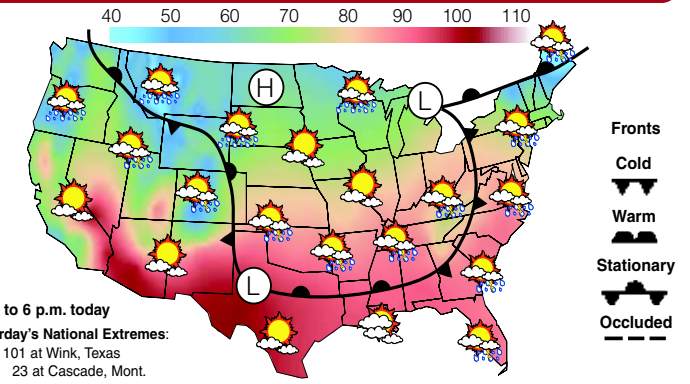 40 50 60 70 80 90 100 110
H
L
L
Fronts
Cold
Warm
Stationary
Occluded
to 6 p.m. today
National Extremes:
101 at Wink, Texas
23 at Cascade, Mont.